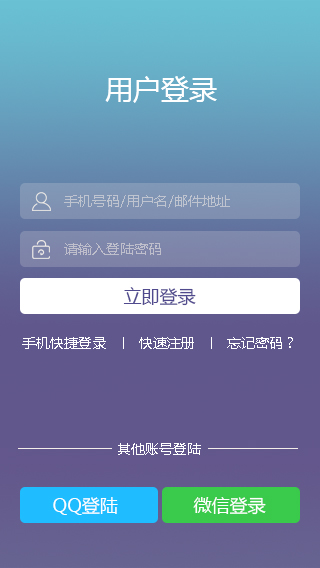 用户登录
手机号码/用户名/邮件地址
请输入登陆密码
立即登录
手机快捷登录 | 快速注册 | 忘记密码？
其他账号登陆
QQ登陆 微信登录